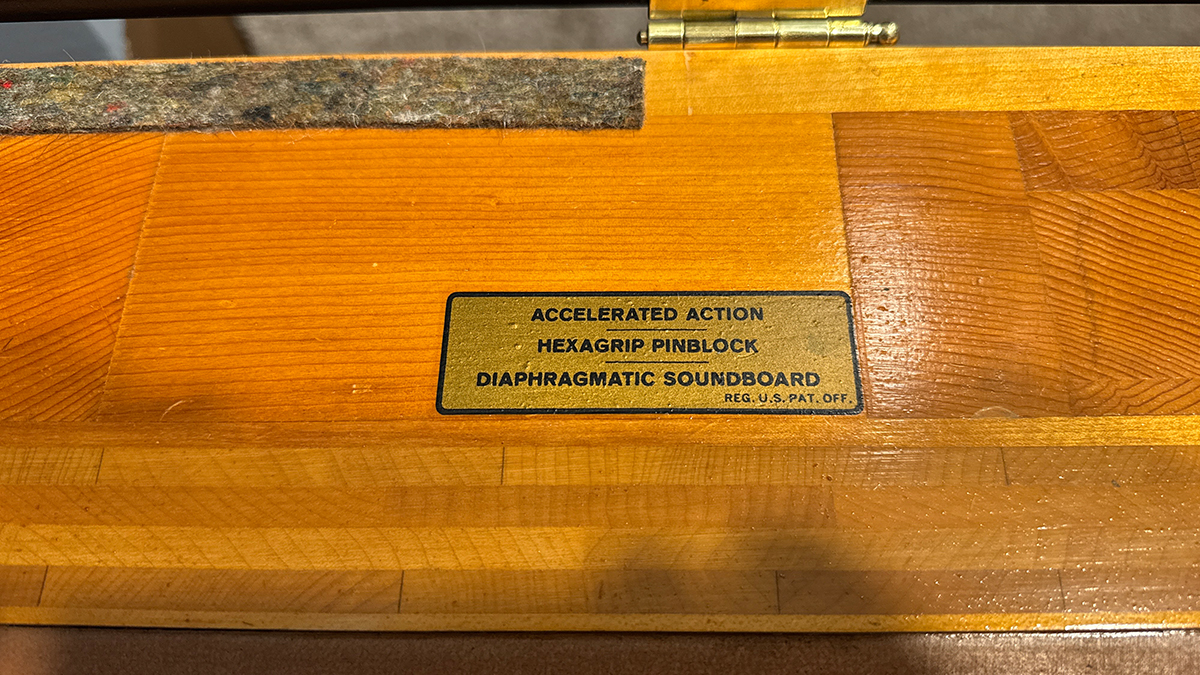 ACCELERATED ACTION
HEXAGRIP PINBLOCK
DIAPHRAGMATIC SOUNDBOARD
REG. U.S. PAT. OFF.